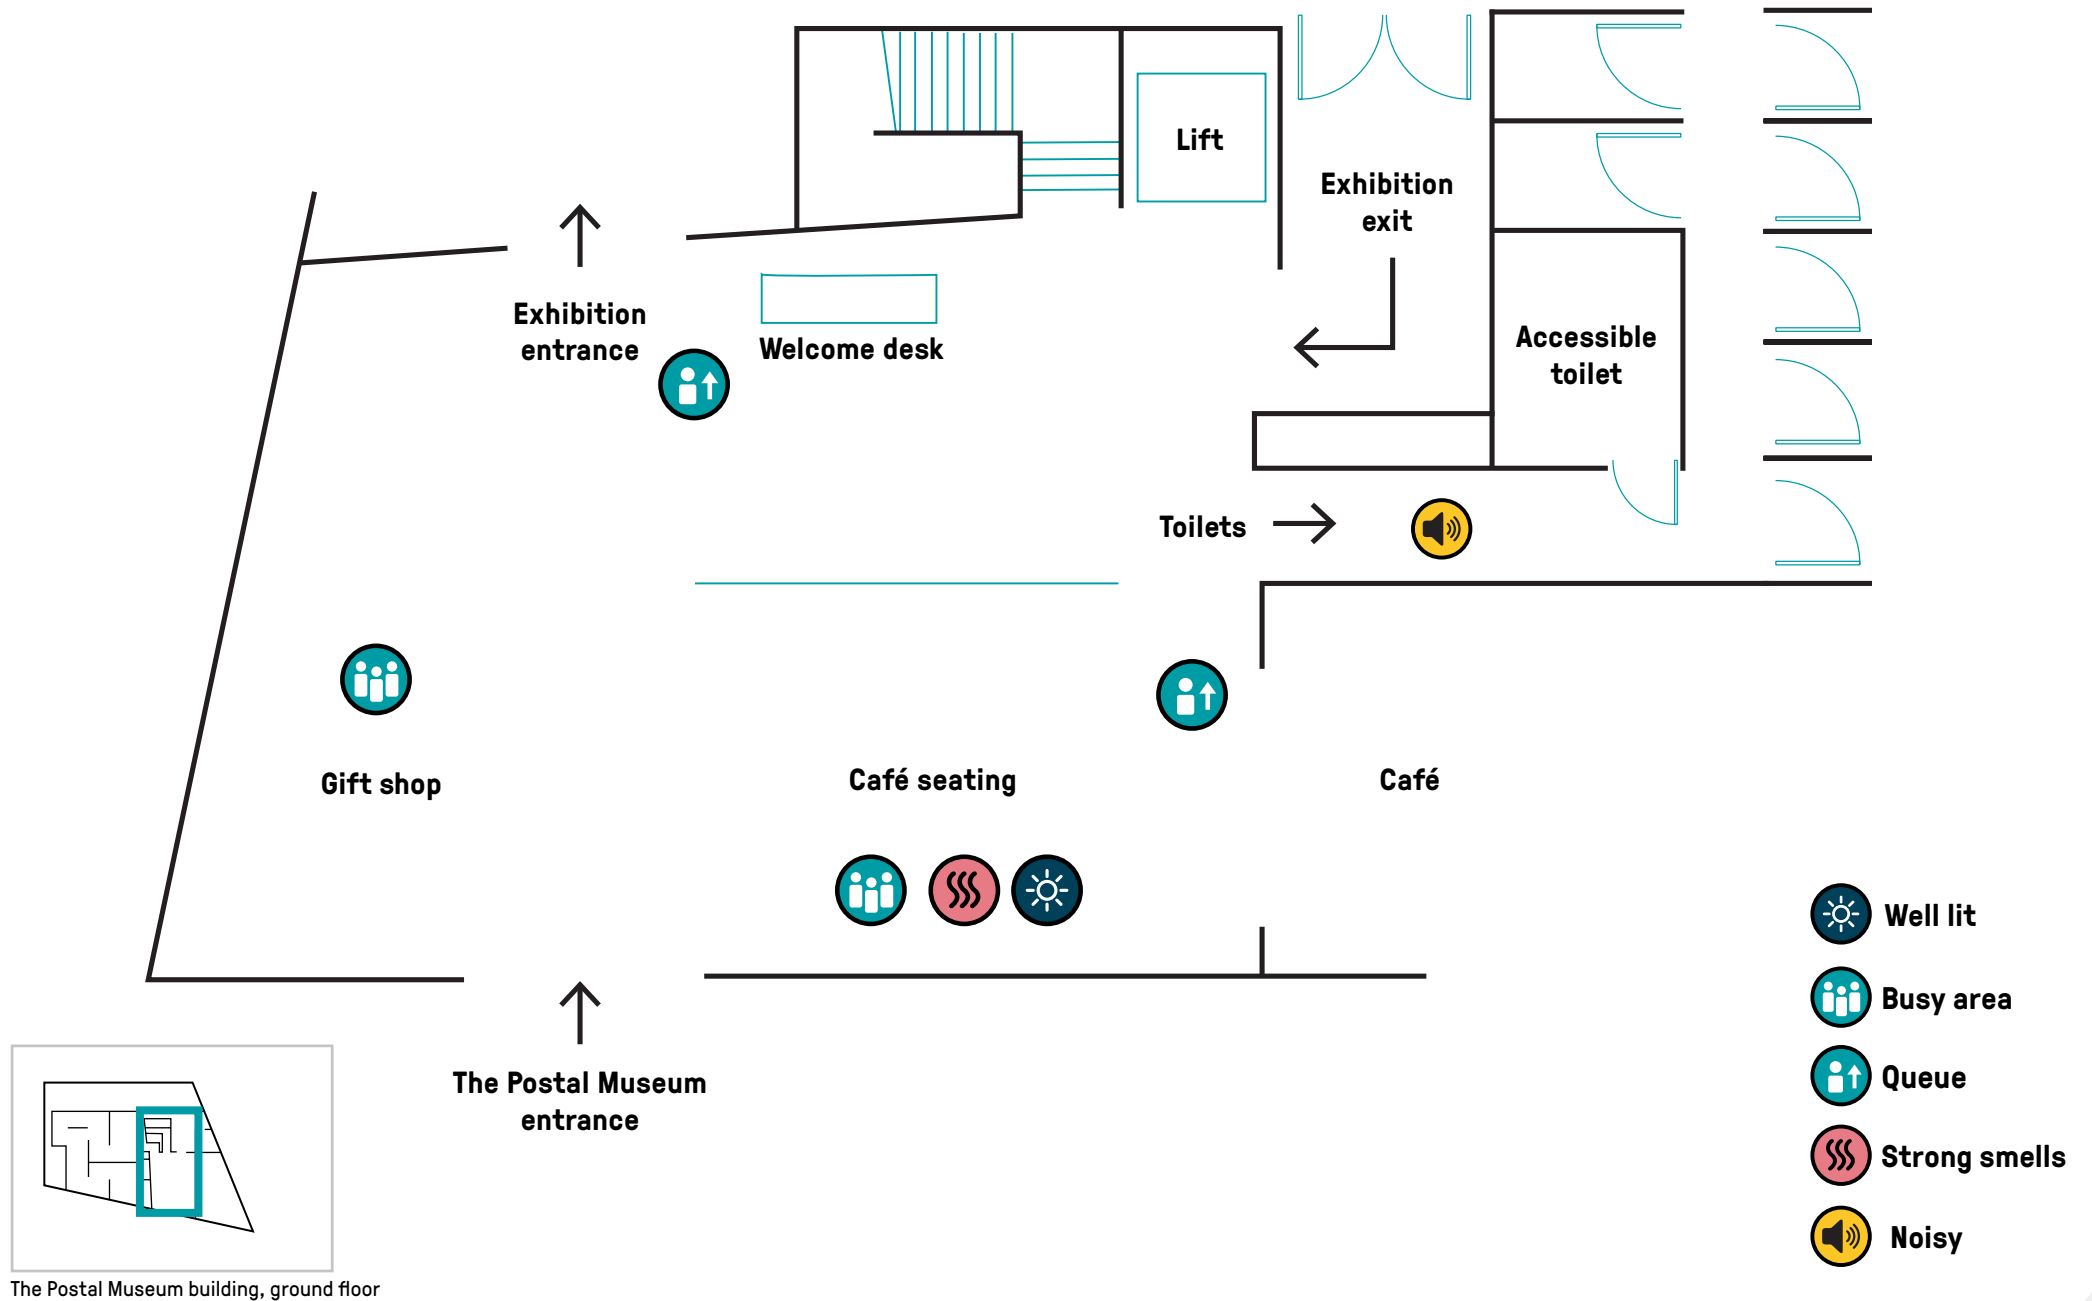 Lift
Exhibition
exit
Exhibition
entrance
Welcome desk
Accessible
toilet
Toilets
Gift shop
Café seating
Café
Well lit
Busy area
Queue
Strong smells
Noisy
The Postal Museum
entrance
The Postal Museum building, ground floor